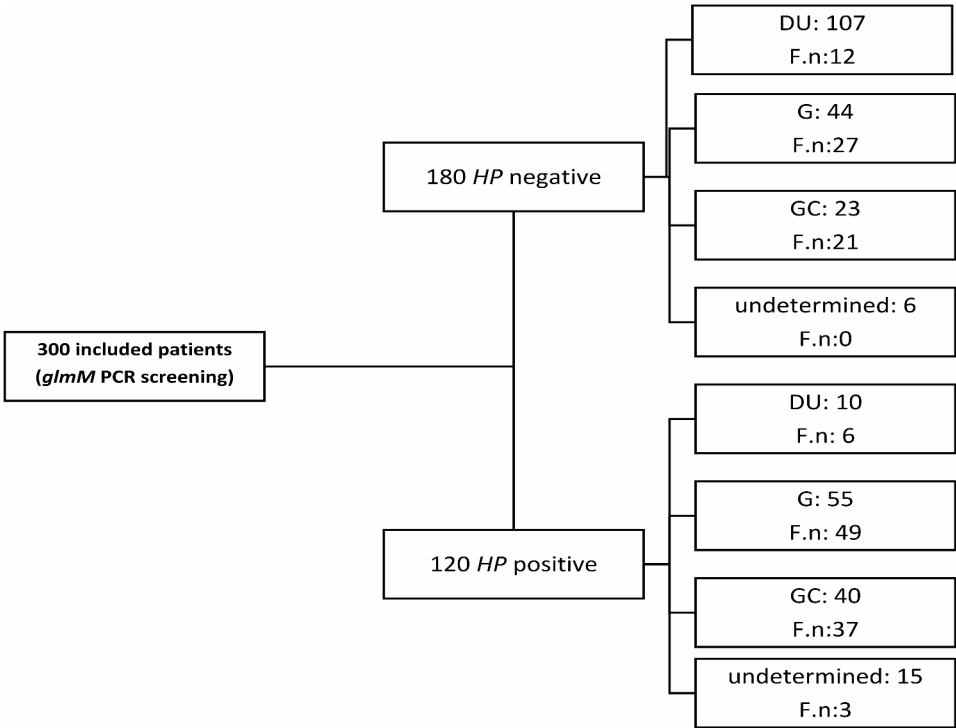 300 included patients
(glmM PCR screening)
180 HP negative
DU: 107
F.n:12
G: 44
F.n:27
GC: 23
F.n:21
undetermined: 6
F.n:0
120 HP positive
DU: 10
F.n: 6
G: 55
F.n: 49
GC: 40
F.n:37
undetermined: 15
F.n:3